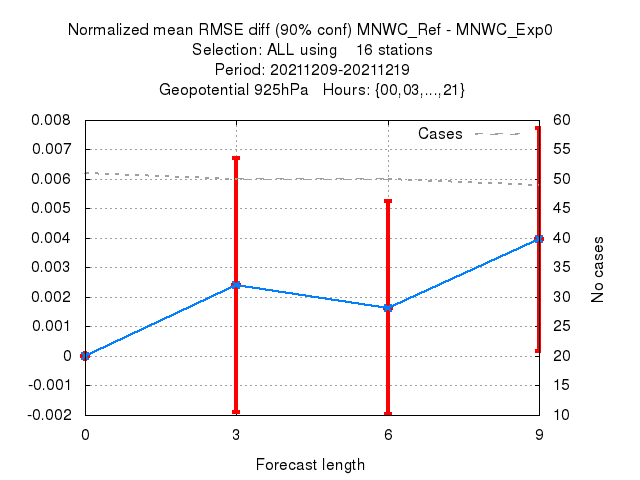 Normalized mean RMSE diff (90% conf) MNWC_Ref - MNWC_Exp0
Selection: ALL using    16 stations
Period: 20211209-20211219
Geopotential 925hPa   Hours: {00,03,...,21}
Cases
0.008
0.007
0.006
0.005
0.004
0.003
0.002
0.001
0
-0.001
-0.002
60
55
50
45
40
35
30
25
20
15
10
No cases
0 3 6 9
Forecast length